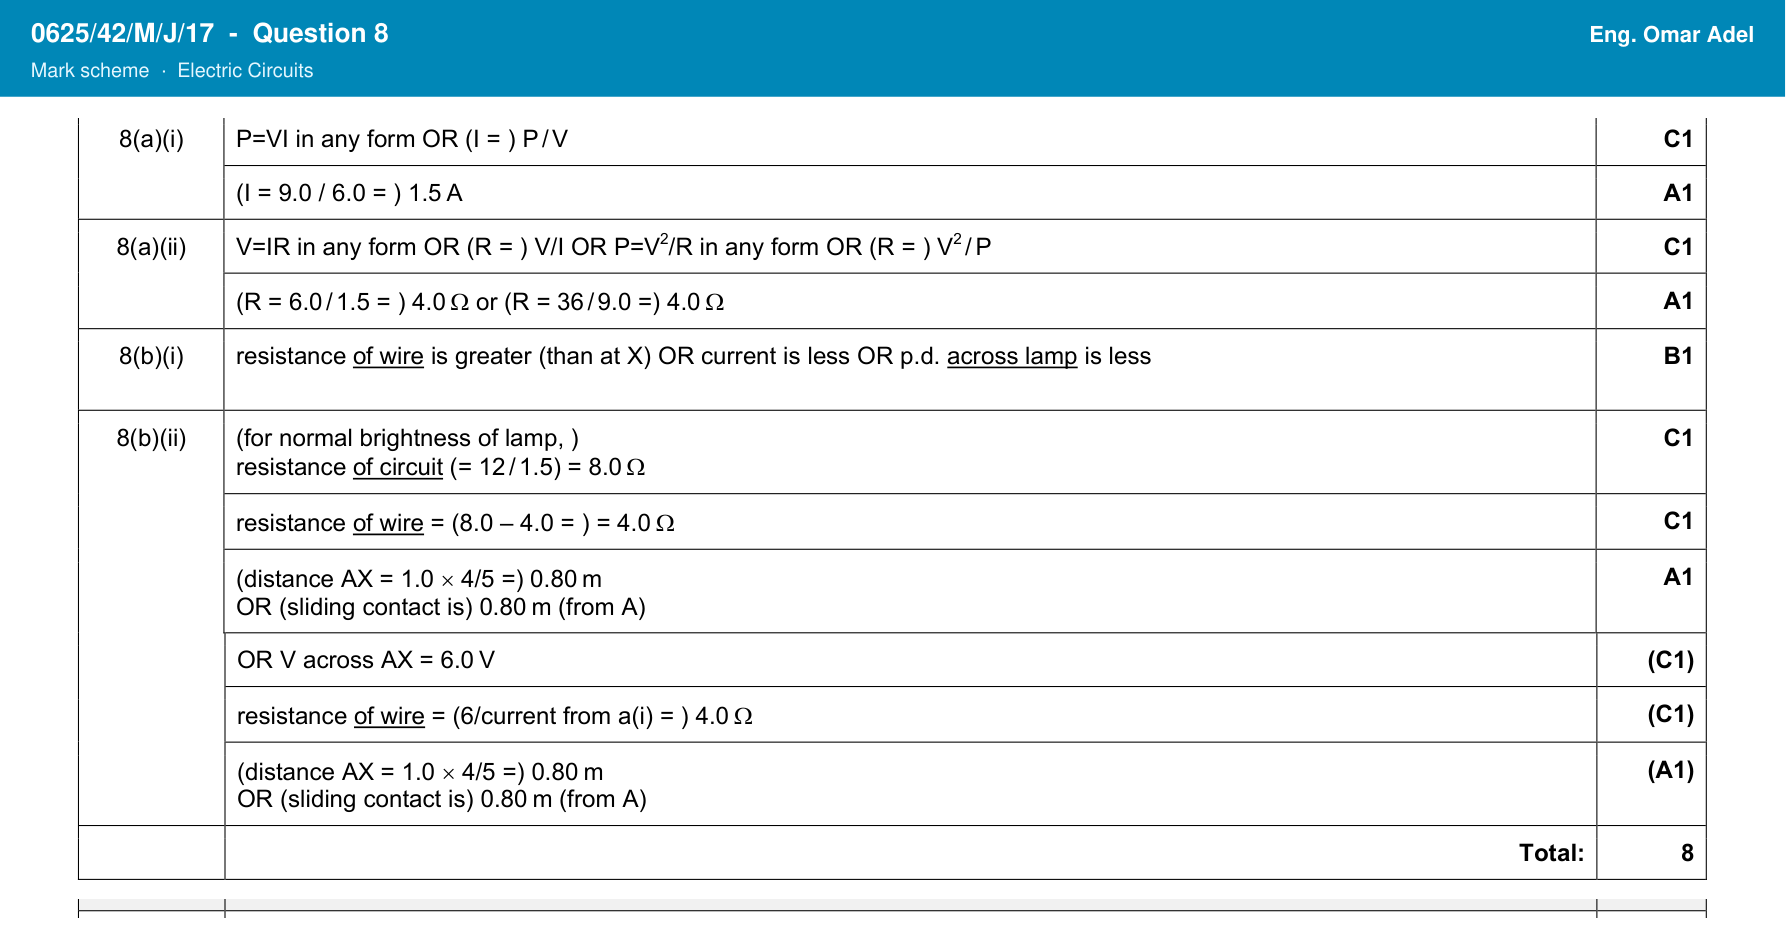 0625/42/M/J/17 - Question 8
Eng. Omar Adel
Mark scheme · Electric Circuits
8(a)(i) P=VI in any form OR (I = ) P/V C1
(I = 9.0 / 6.0 = ) 1.5 A A1
8(a)(ii) V=IR in any form OR (R = ) V/I OR P=V²/R in any form OR (R = ) V²/P C1
(R = 6.0/1.5 = ) 4.0 Ω or (R = 36/9.0 =) 4.0 Ω A1
8(b)(i) resistance of wire is greater (than at X) OR current is less OR p.d. across lamp is less B1
8(b)(ii) (for normal brightness of lamp, ) C1
resistance of circuit (= 12/1.5) = 8.0 Ω
resistance of wire = (8.0 – 4.0 = ) = 4.0 Ω C1
(distance AX = 1.0 × 4/5 =) 0.80 m A1
OR (sliding contact is) 0.80 m (from A)
OR V across AX = 6.0 V (C1)
resistance of wire = (6/current from a(i) = ) 4.0 Ω (C1)
(distance AX = 1.0 × 4/5 =) 0.80 m (A1)
OR (sliding contact is) 0.80 m (from A)
Total: 8